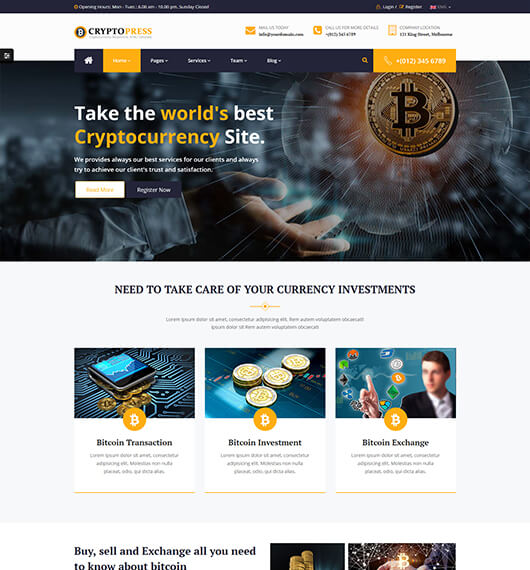 Opening Hours: Mon - Tues.: 6.00 am - 10.00 pm, Sunday Closed
Login / Register
ENG
CRYPTOPRESS
MAIL US TODAY
info@yourdomain.com
CALL US FOR MORE DETAILS
+(012) 345 6789
COMPANY LOCATION
121 King Street, Melbourne
Home
Pages
Services
Team
Blog
+(012) 345 6789
Take the world's best
Cryptocurrency Site.
We provides always our best services for our clients and always
try to achieve our client's trust and satisfaction.
Read More
Register Now
NEED TO TAKE CARE OF YOUR CURRENCY INVESTMENTS
Lorem ipsum dolor sit amet, consectetur adipisicing elit. Rerum natione autem blanditiis
ipsum dolor sit rerum natione autem obcaecati
Bitcoin Transaction
Lorem ipsum dolor sit amet, consectetur
adipisicing elit. Molestias non nulla
placeat, odio, qui dicta alias.
Bitcoin Investment
Lorem ipsum dolor sit amet, consectetur
adipisicing elit. Molestias non nulla
placeat, odio, qui dicta alias.
Bitcoin Exchange
Lorem ipsum dolor sit amet, consectetur
adipisicing elit. Molestias non nulla
placeat, odio, qui dicta alias.
Buy, sell and Exchange all you need
to know about bitcoin